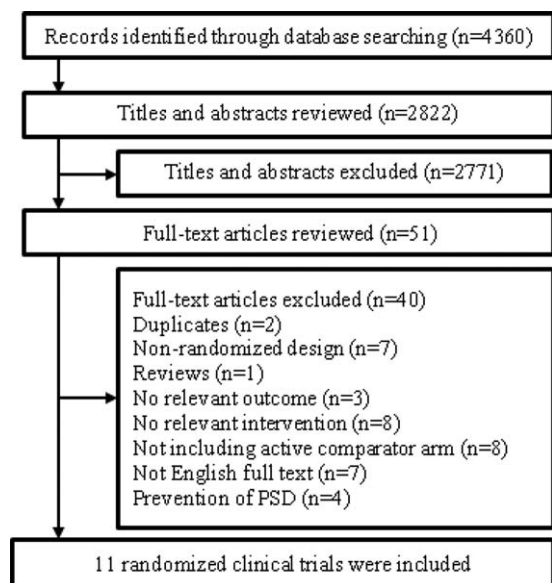 Records identified through database searching (n=4360)
Titles and abstracts reviewed (n=2822)
Titles and abstracts excluded (n=2771)
Full-text articles reviewed (n=51)
Full-text articles excluded (n=40)
Duplicates (n=2)
Non-randomized design (n=7)
Reviews (n=1)
No relevant outcome (n=3)
No relevant intervention (n=8)
Not including active comparator arm (n=8)
Not English full text (n=7)
Prevention of PSD (n=4)
11 randomized clinical trials were included